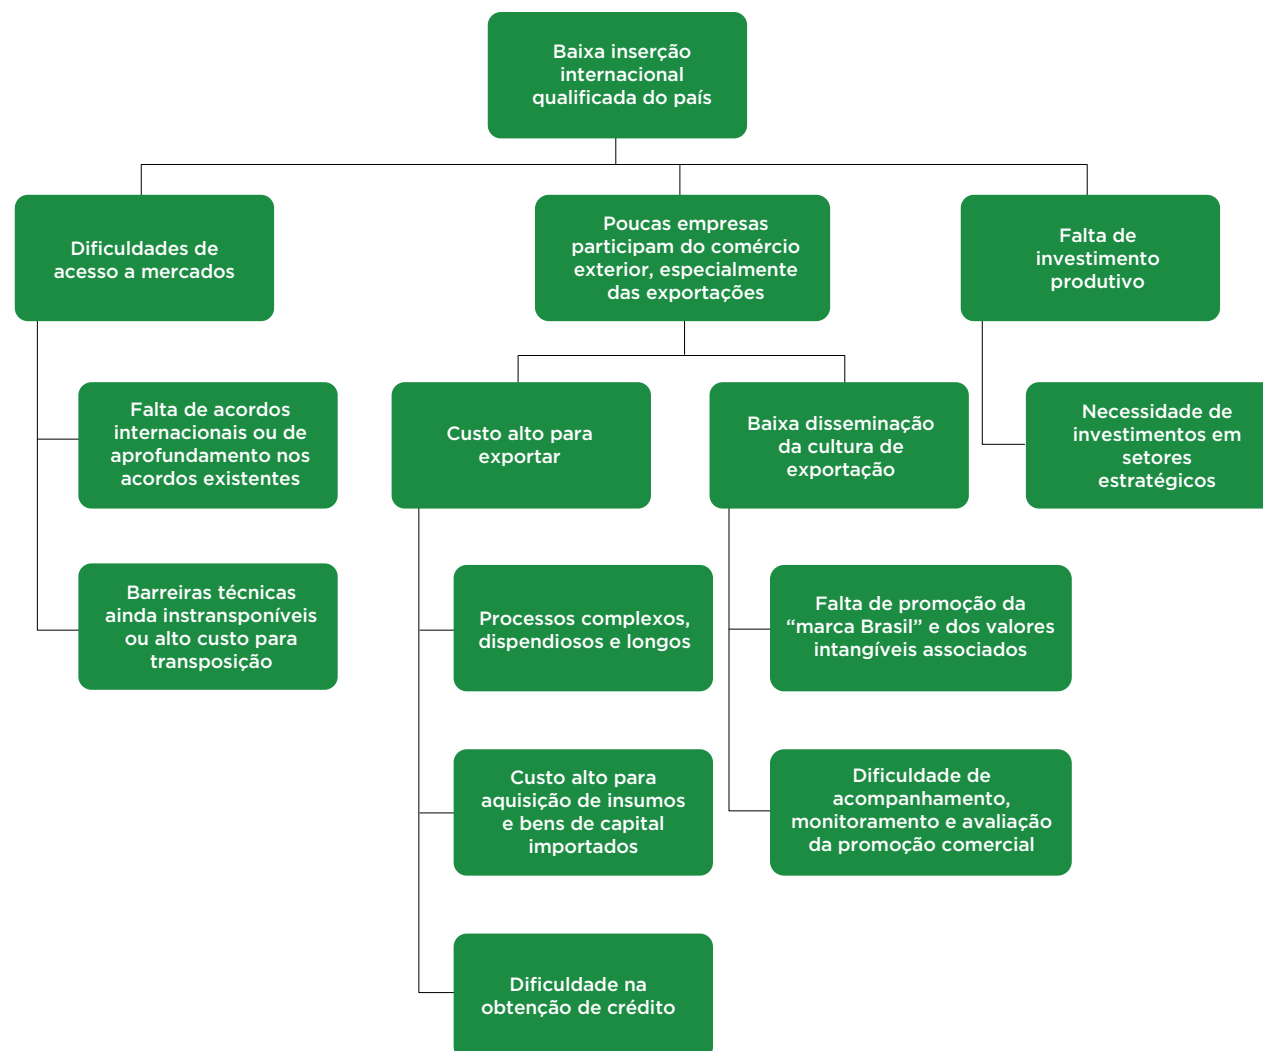 Baixa inserção
internacional
qualificada do país
Dificuldades de
acesso a mercados
Poucas empresas
participam do comércio
exterior, especialmente
das exportações
Falta de
investimento
produtivo
Falta de acordos
internacionais ou de
aprofundamento nos
acordos existentes
Custo alto para
exportar
Baixa disseminação
da cultura de
exportação
Necessidade de
investimentos em
setores
estratégicos
Barreiras técnicas
ainda instransponíveis
ou alto custo para
transposição
Processos complexos,
dispendiosos e longos
Falta de promoção da
“marca Brasil” e dos valores
intangíveis associados
Custo alto para
aquisição de insumos
e bens de capital
importados
Dificuldade de
acompanhamento,
monitoramento e avaliação
da promoção comercial
Dificuldade na
obtenção de crédito